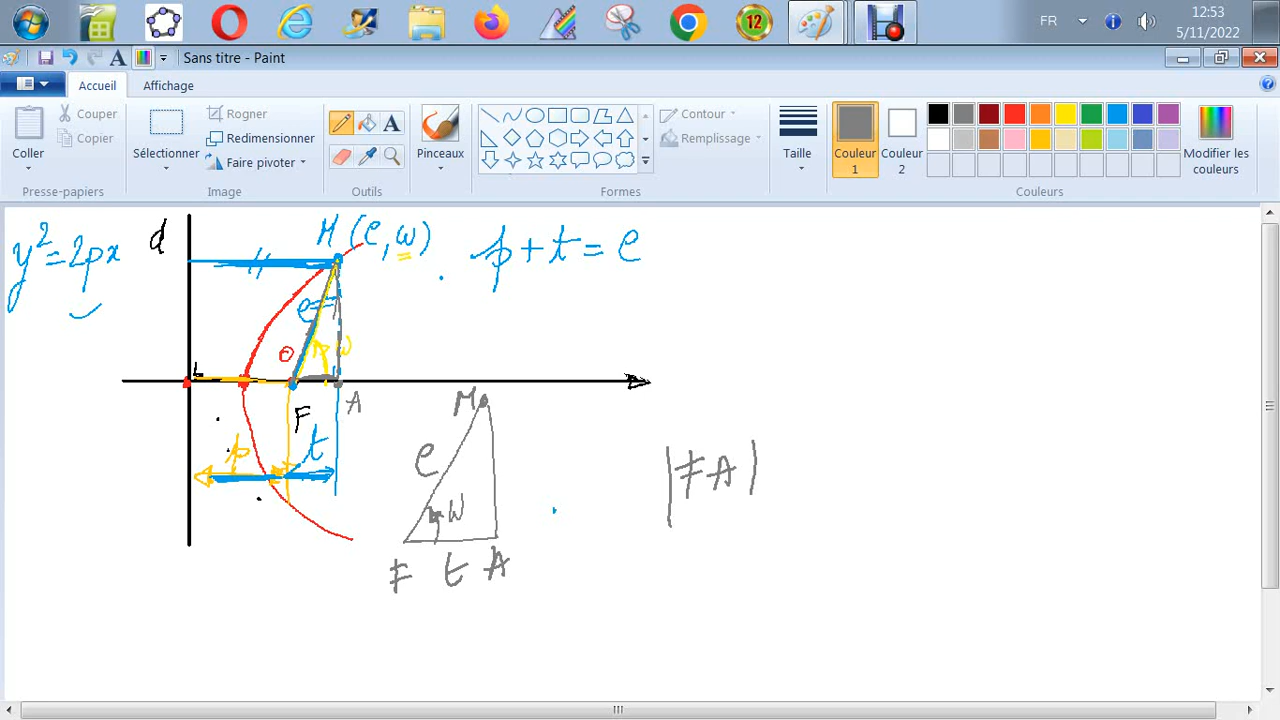 12
FR
12:53
5/11/2022
Sans titre - Paint
Accueil
Affichage
Coller
Couper
Copier
Presse-papiers
Sélectionner
Rogner
Redimensionner
Faire pivoter
Image
A
Outils
Pinceaux
Contour
Remplissage
Formes
Taille
Couleur 1
Couleur 2
Modifier les couleurs
Couleurs
y²=2px
d
M (e, ω)
p+t=e
e
θ
ω
F
A
p
t
M
e
ω
F t A
|FA|